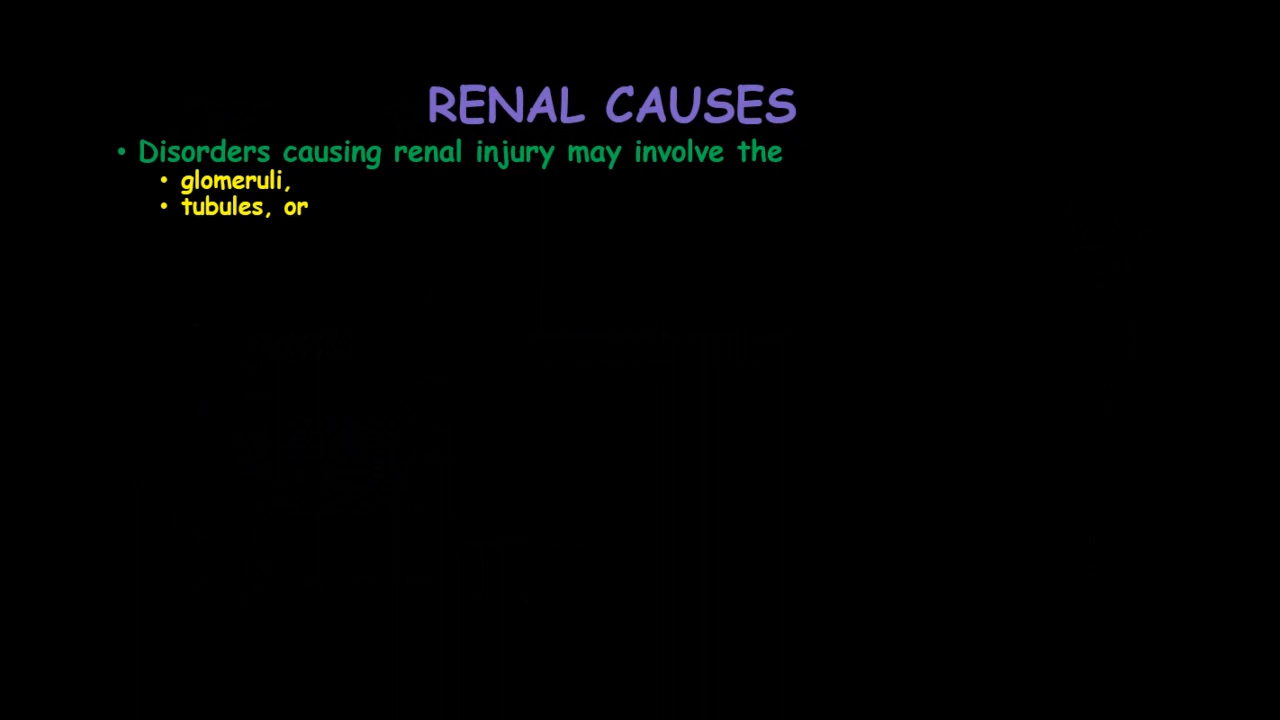 RENAL CAUSES
• Disorders causing renal injury may involve the
• glomeruli,
• tubules, or